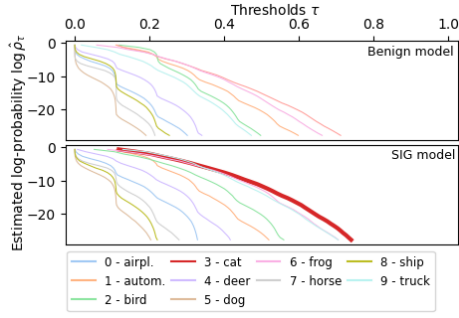 Thresholds τ
0.0 0.2 0.4 0.6 0.8 1.0
Estimated log-probability log ρ̂τ
0
−10
−20
Benign model
0
−10
−20
SIG model
0 - airpl.
1 - autom.
2 - bird
3 - cat
4 - deer
5 - dog
6 - frog
7 - horse
8 - ship
9 - truck